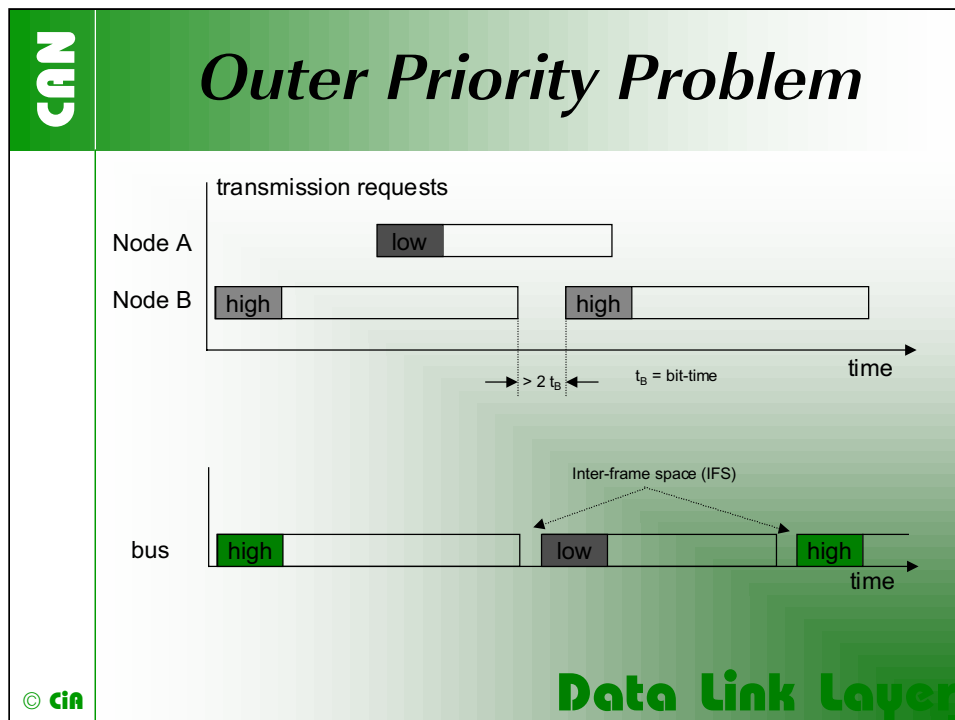 CAN
Outer Priority Problem
transmission requests
Node A
low
Node B
high
high
time
> 2 tB
tB = bit-time
Inter-frame space (IFS)
bus
high
low
high
time
© CiA
Data Link Layer